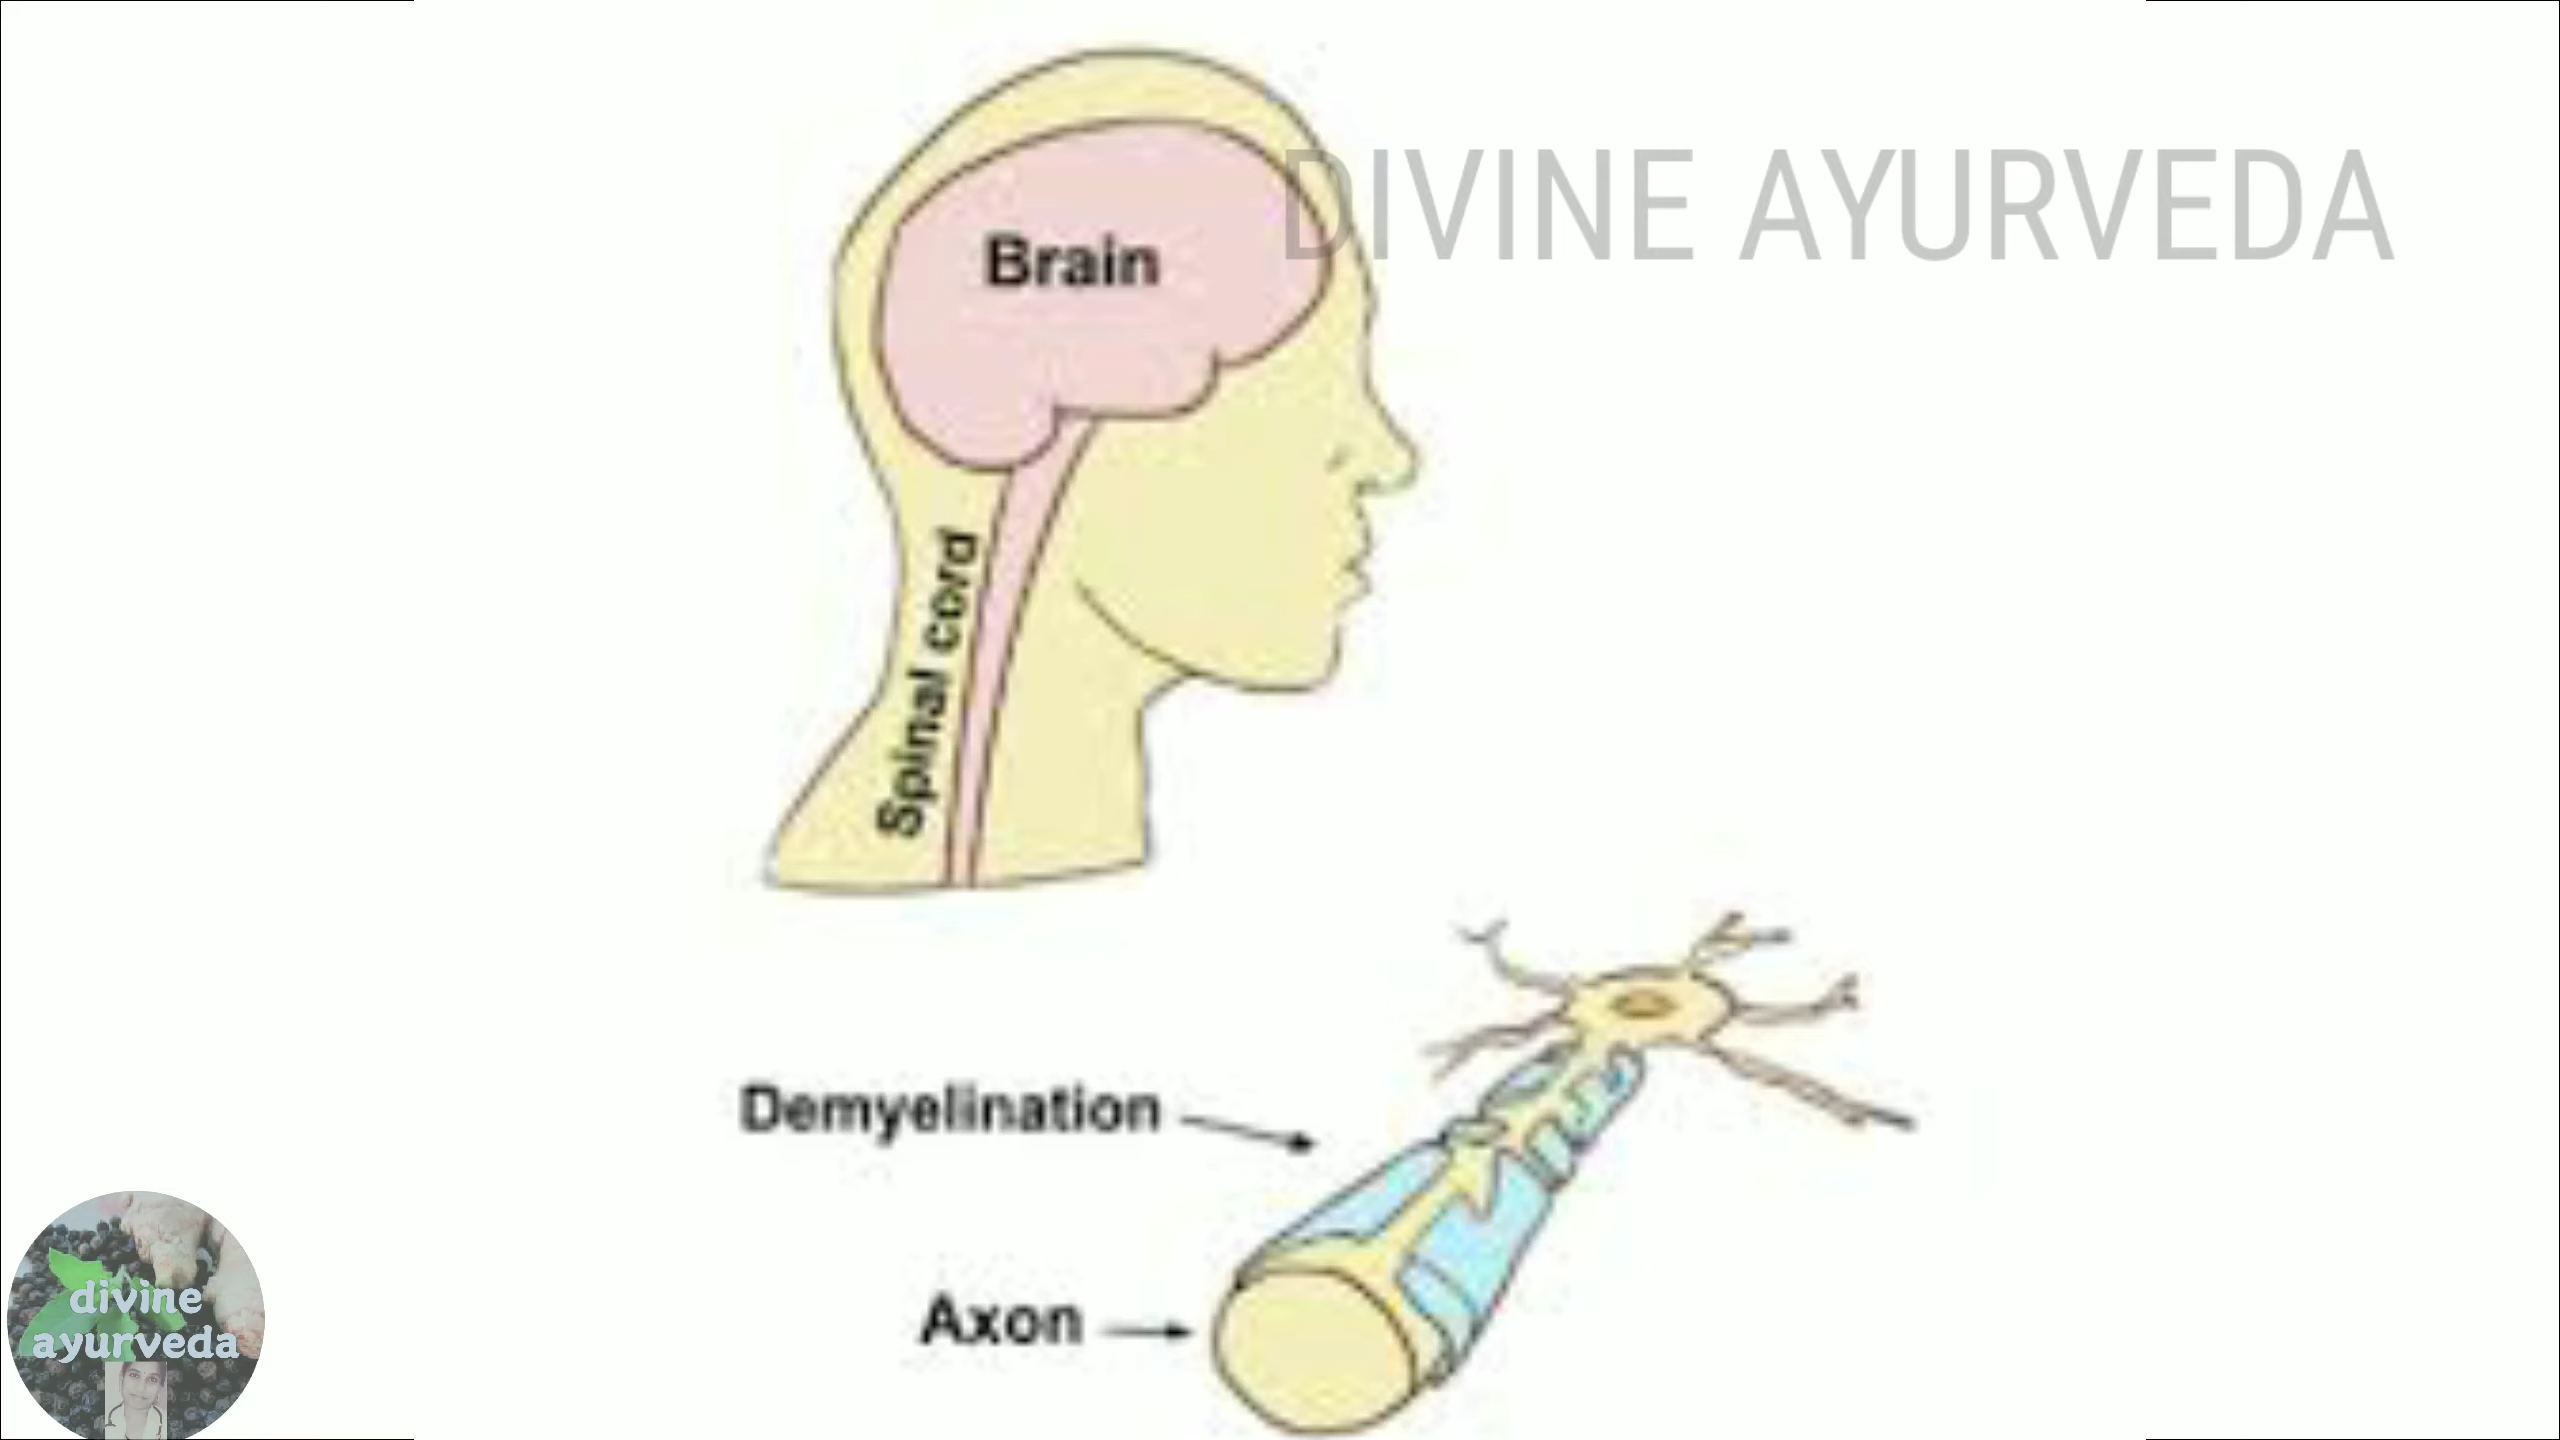 DIVINE AYURVEDA
Brain
Spinal cord
Demyelination
Axon
divine
ayurveda